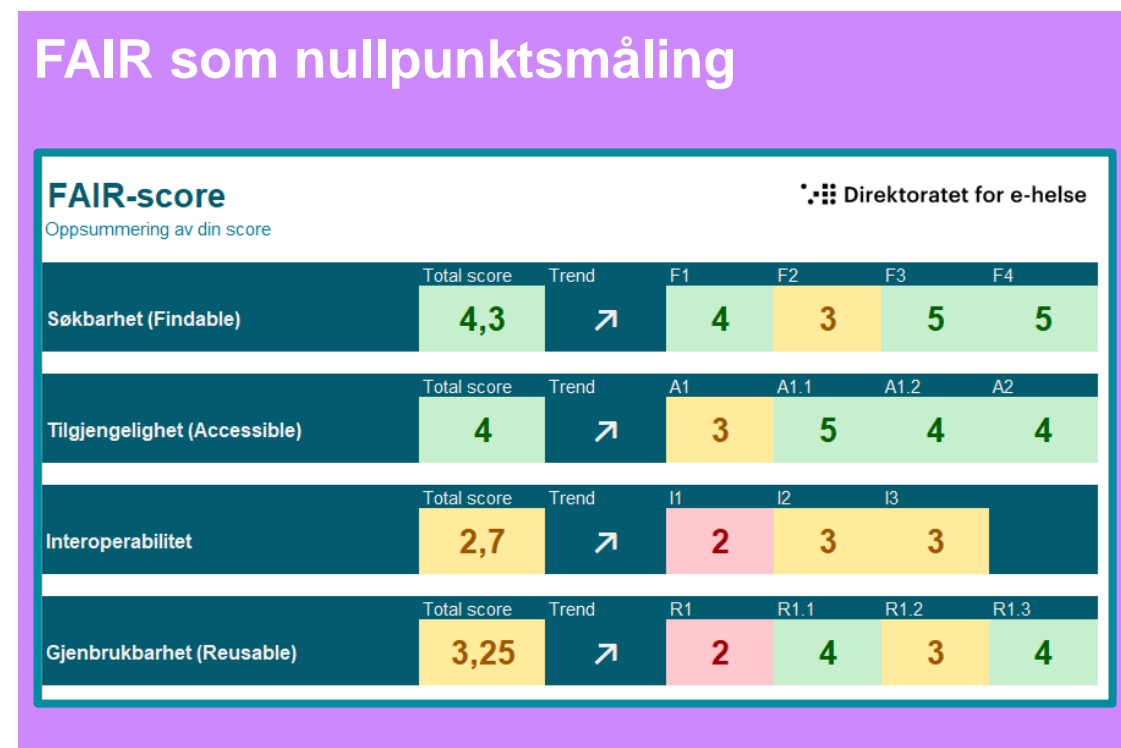 FAIR som nullpunktsmåling
FAIR-score
Direktoratet for e-helse
Oppsummering av din score
Total score Trend F1 F2 F3 F4
Søkbarhet (Findable) 4,3 ↗ 4 3 5 5
Total score Trend A1 A1.1 A1.2 A2
Tilgjengelighet (Accessible) 4 ↗ 3 5 4 4
Total score Trend I1 I2 I3
Interoperabilitet 2,7 ↗ 2 3 3
Total score Trend R1 R1.1 R1.2 R1.3
Gjenbrukbarhet (Reusable) 3,25 ↗ 2 4 3 4